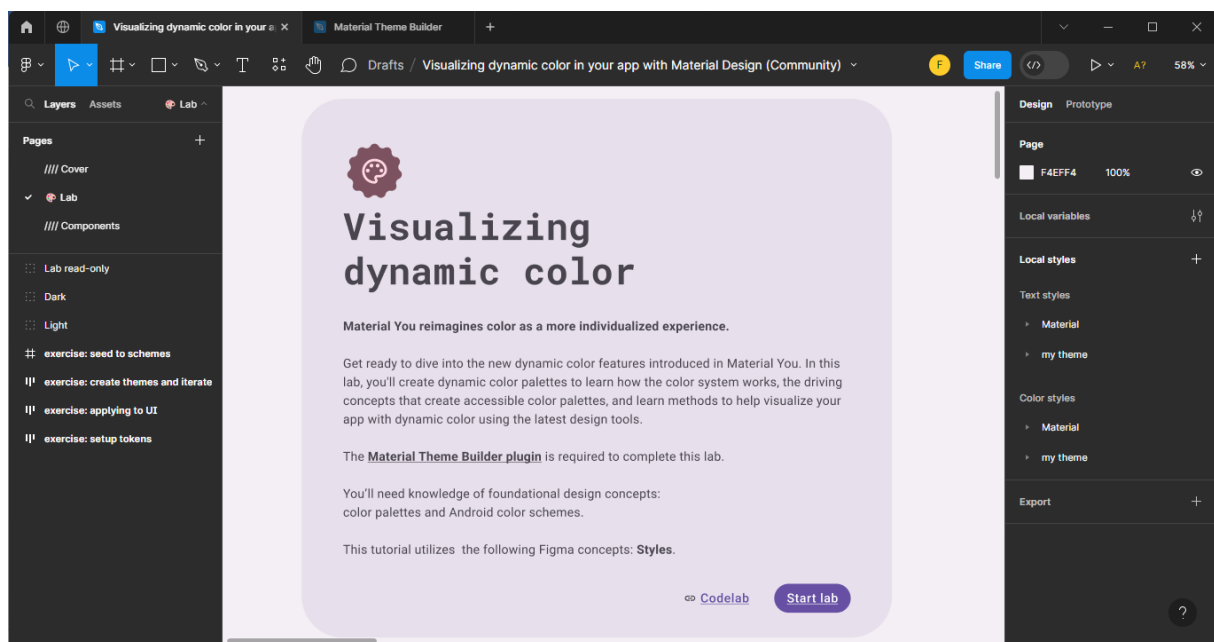 Visualizing dynamic color in your a
Material Theme Builder
Drafts / Visualizing dynamic color in your app with Material Design (Community)
F
Share
A?
58%
Layers Assets Lab
Pages
//// Cover
Lab
//// Components
Lab read-only
Dark
Light
exercise: seed to schemes
exercise: create themes and iterate
exercise: applying to UI
exercise: setup tokens
Visualizing
dynamic color
Material You reimagines color as a more individualized experience.
Get ready to dive into the new dynamic color features introduced in Material You. In this
lab, you'll create dynamic color palettes to learn how the color system works, the driving
concepts that create accessible color palettes, and learn methods to help visualize your
app with dynamic color using the latest design tools.
The Material Theme Builder plugin is required to complete this lab.
You'll need knowledge of foundational design concepts:
color palettes and Android color schemes.
This tutorial utilizes the following Figma concepts: Styles.
Codelab
Start lab
Design Prototype
Page
F4EFF4 100%
Local variables
Local styles
Text styles
Material
my theme
Color styles
Material
my theme
Export
?